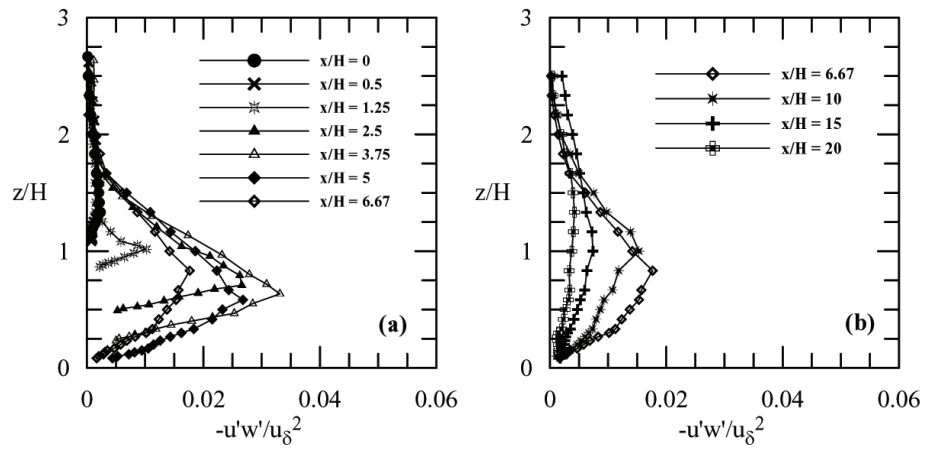 3
2
z/H
1
0
0
0.02
0.04
0.06
-u'w'/uδ²
x/H = 0
x/H = 0.5
x/H = 1.25
x/H = 2.5
x/H = 3.75
x/H = 5
x/H = 6.67
(a)
3
2
z/H
1
0
0
0.02
0.04
0.06
-u'w'/uδ²
x/H = 6.67
x/H = 10
x/H = 15
x/H = 20
(b)